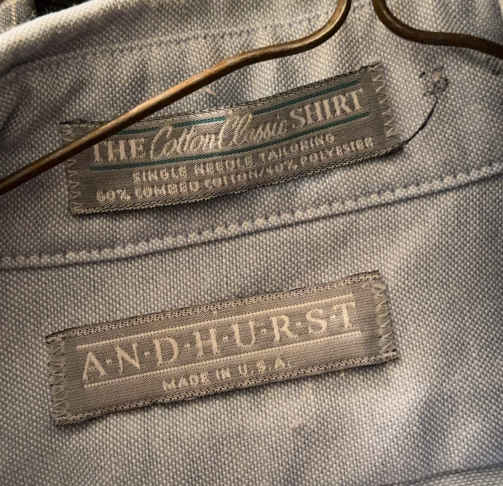 THE Cotton Classic SHIRT
SINGLE NEEDLE TAILORING
60% COMBED COTTON/40% POLYESTER
A·N·D·H·U·R·S·T
MADE IN U.S.A.